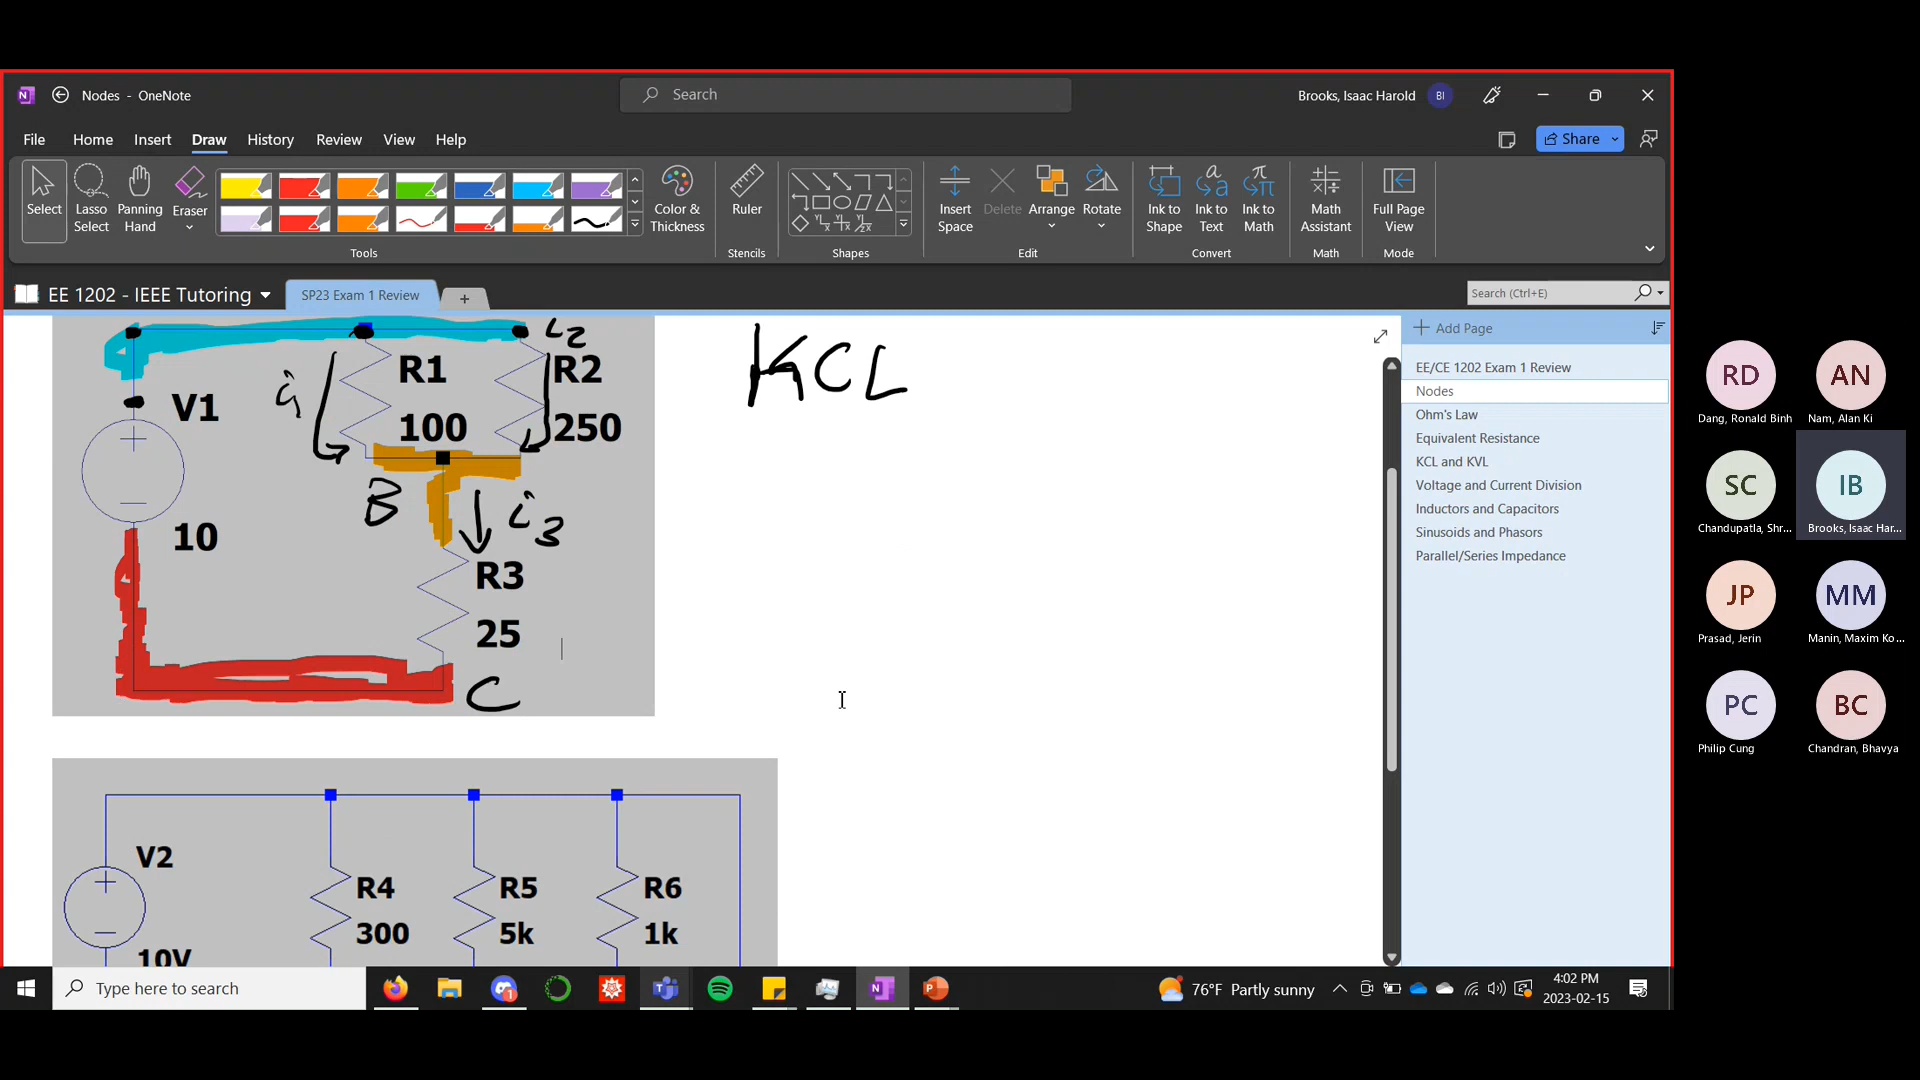 Nodes - OneNote
Search
Brooks, Isaac Harold
BI
File Home Insert Draw History Review View Help
Share
Select
Lasso Select
Panning Hand
Eraser
Color & Thickness
Ruler
Insert Space
Delete
Arrange
Rotate
Ink to Shape
Ink to Text
Ink to Math
Math Assistant
Full Page View
Tools
Stencils
Shapes
Edit
Convert
Math
Mode
EE 1202 - IEEE Tutoring
SP23 Exam 1 Review
+
Search (Ctrl+E)
Add Page
EE/CE 1202 Exam 1 Review
Nodes
Ohm's Law
Equivalent Resistance
KCL and KVL
Voltage and Current Division
Inductors and Capacitors
Sinusoids and Phasors
Parallel/Series Impedance
i2
KCL
R1
R2
i1
V1
100
250
B
i3
10
R3
25
C
V2
R4
R5
R6
300
5k
1k
10V
RD
Dang, Ronald Binh
AN
Nam, Alan Ki
SC
Chandupatla, Shr...
IB
Brooks, Isaac Har...
JP
Prasad, Jerin
MM
Manin, Maxim Ko...
PC
Philip Cung
BC
Chandran, Bhavya
Type here to search
76°F Partly sunny
4:02 PM
2023-02-15